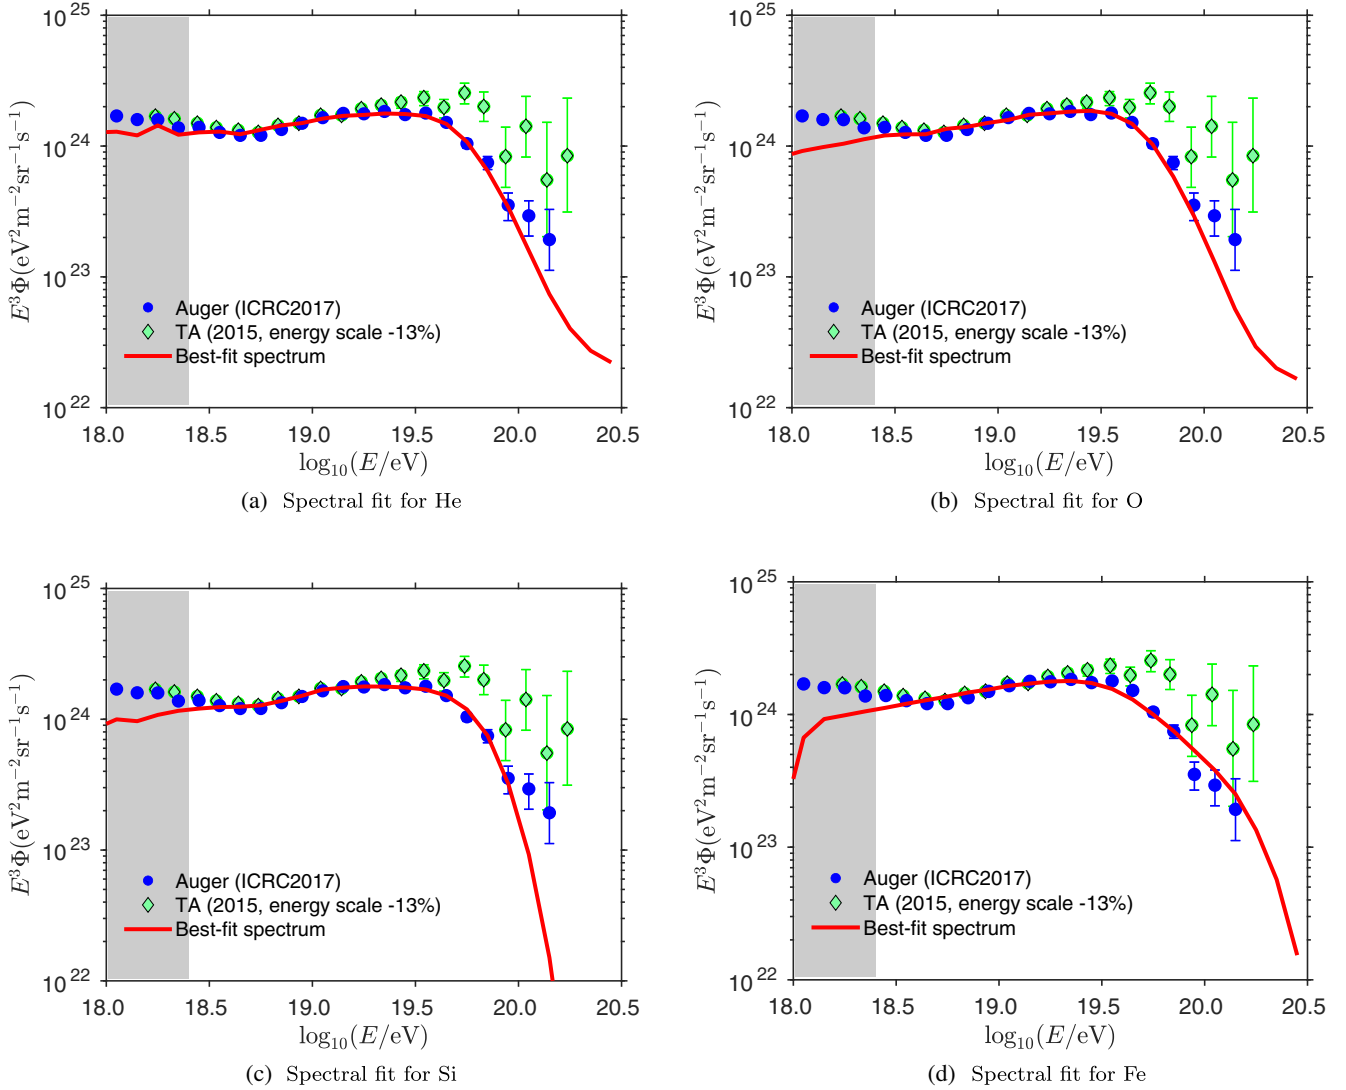 10^25
10^24
10^23
10^22
E^3Φ(eV^2m^−2sr^−1s^−1)
Auger (ICRC2017)
TA (2015, energy scale -13%)
Best-fit spectrum
18.0 18.5 19.0 19.5 20.0 20.5
log_10(E/eV)
(a) Spectral fit for He
10^25
10^24
10^23
10^22
E^3Φ(eV^2m^−2sr^−1s^−1)
Auger (ICRC2017)
TA (2015, energy scale -13%)
Best-fit spectrum
18.0 18.5 19.0 19.5 20.0 20.5
log_10(E/eV)
(b) Spectral fit for O
10^25
10^24
10^23
10^22
E^3Φ(eV^2m^−2sr^−1s^−1)
Auger (ICRC2017)
TA (2015, energy scale -13%)
Best-fit spectrum
18.0 18.5 19.0 19.5 20.0 20.5
log_10(E/eV)
(c) Spectral fit for Si
10^25
10^24
10^23
10^22
E^3Φ(eV^2m^−2sr^−1s^−1)
Auger (ICRC2017)
TA (2015, energy scale -13%)
Best-fit spectrum
18.0 18.5 19.0 19.5 20.0 20.5
log_10(E/eV)
(d) Spectral fit for Fe